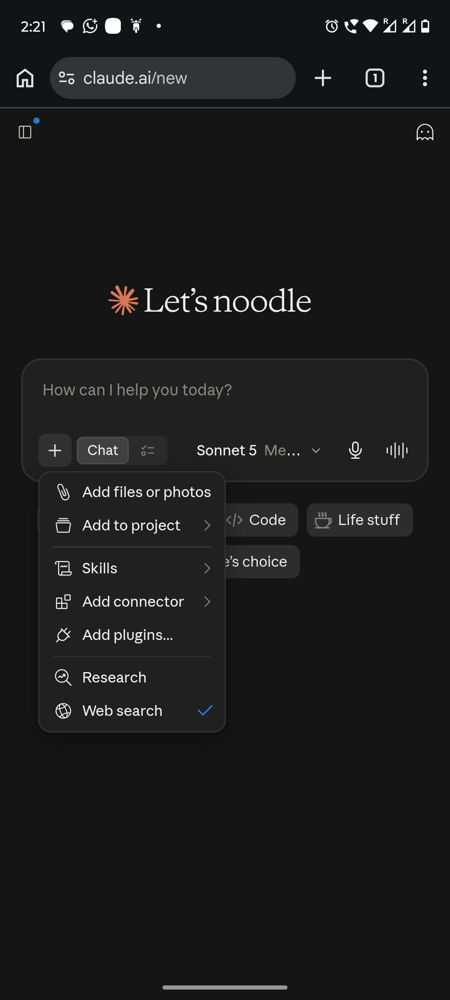 2:21
R R
claude.ai/new
1
Let's noodle
How can I help you today?
Chat
Sonnet 5 Me...
Add files or photos
Add to project
Code
Life stuff
e's choice
Skills
Add connector
Add plugins...
Research
Web search